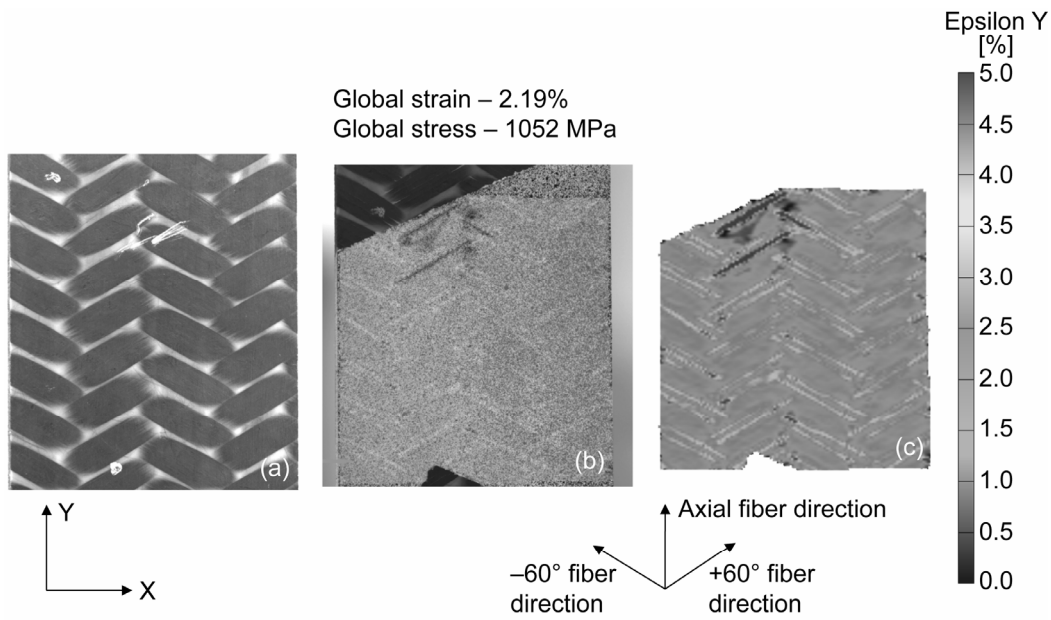 Epsilon Y
[%]
Global strain – 2.19%
Global stress – 1052 MPa
5.0
4.5
4.0
3.5
3.0
2.5
2.0
1.5
1.0
0.5
0.0
(a)
(b)
(c)
Y
X
Axial fiber direction
–60° fiber
direction
+60° fiber
direction